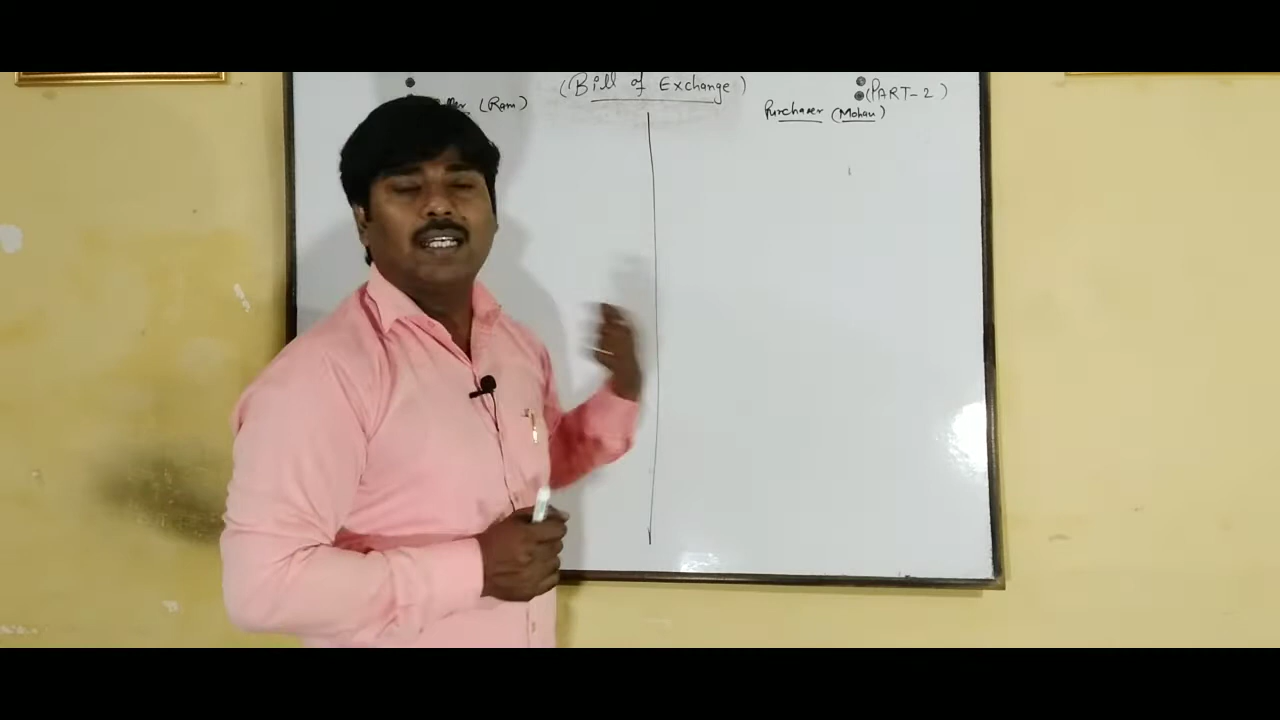 (Bill of Exchange)
(PART-2)
(Ram)
Purchaser (Mohan)